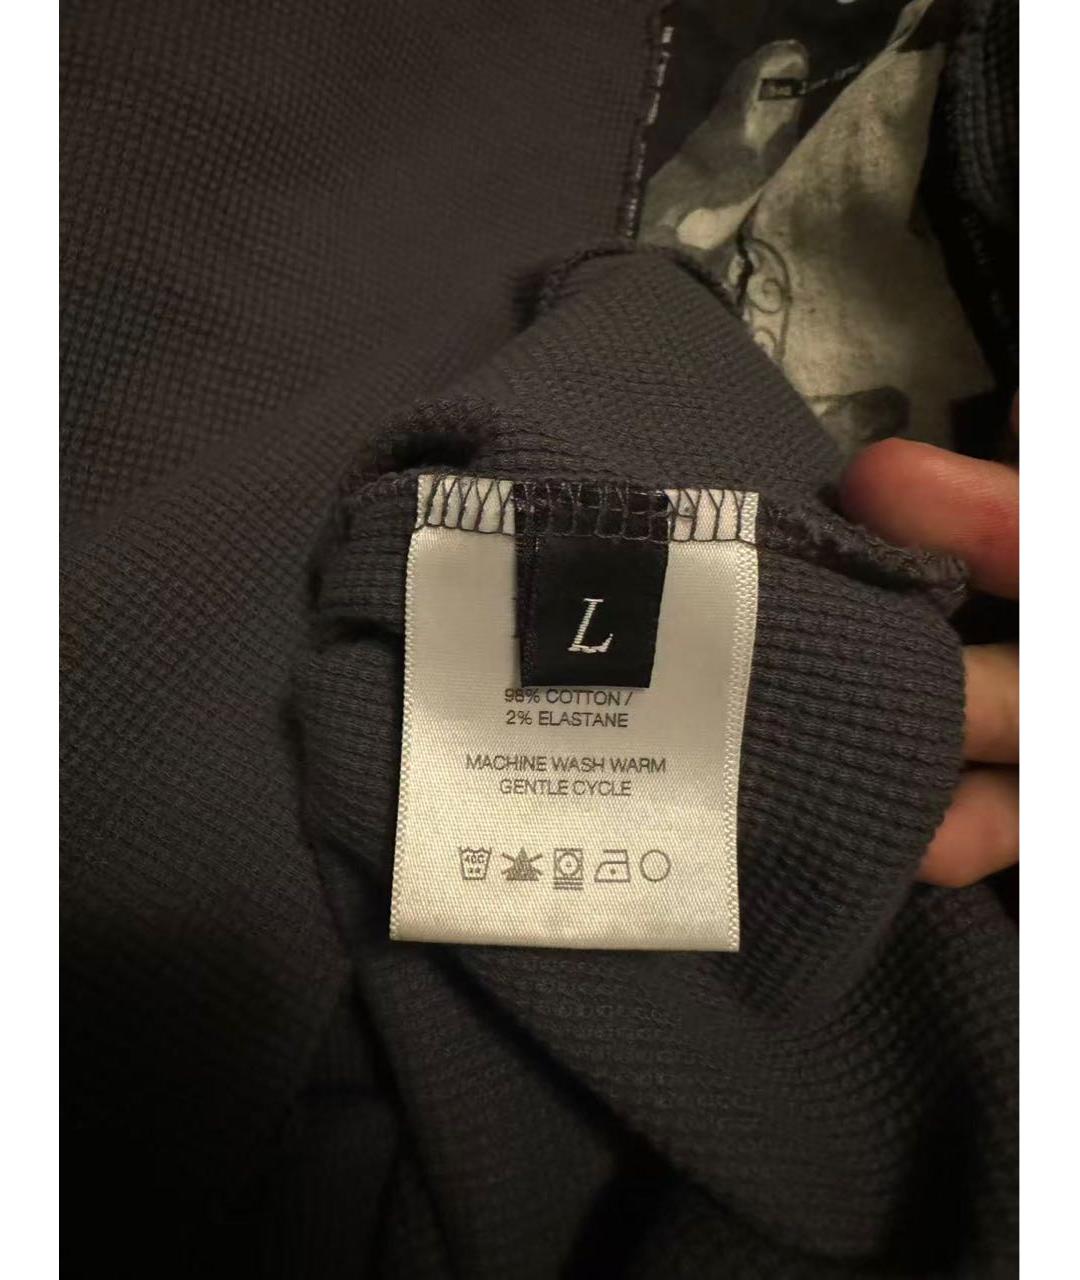 L
98% COTTON /
2% ELASTANE
MACHINE WASH WARM
GENTLE CYCLE